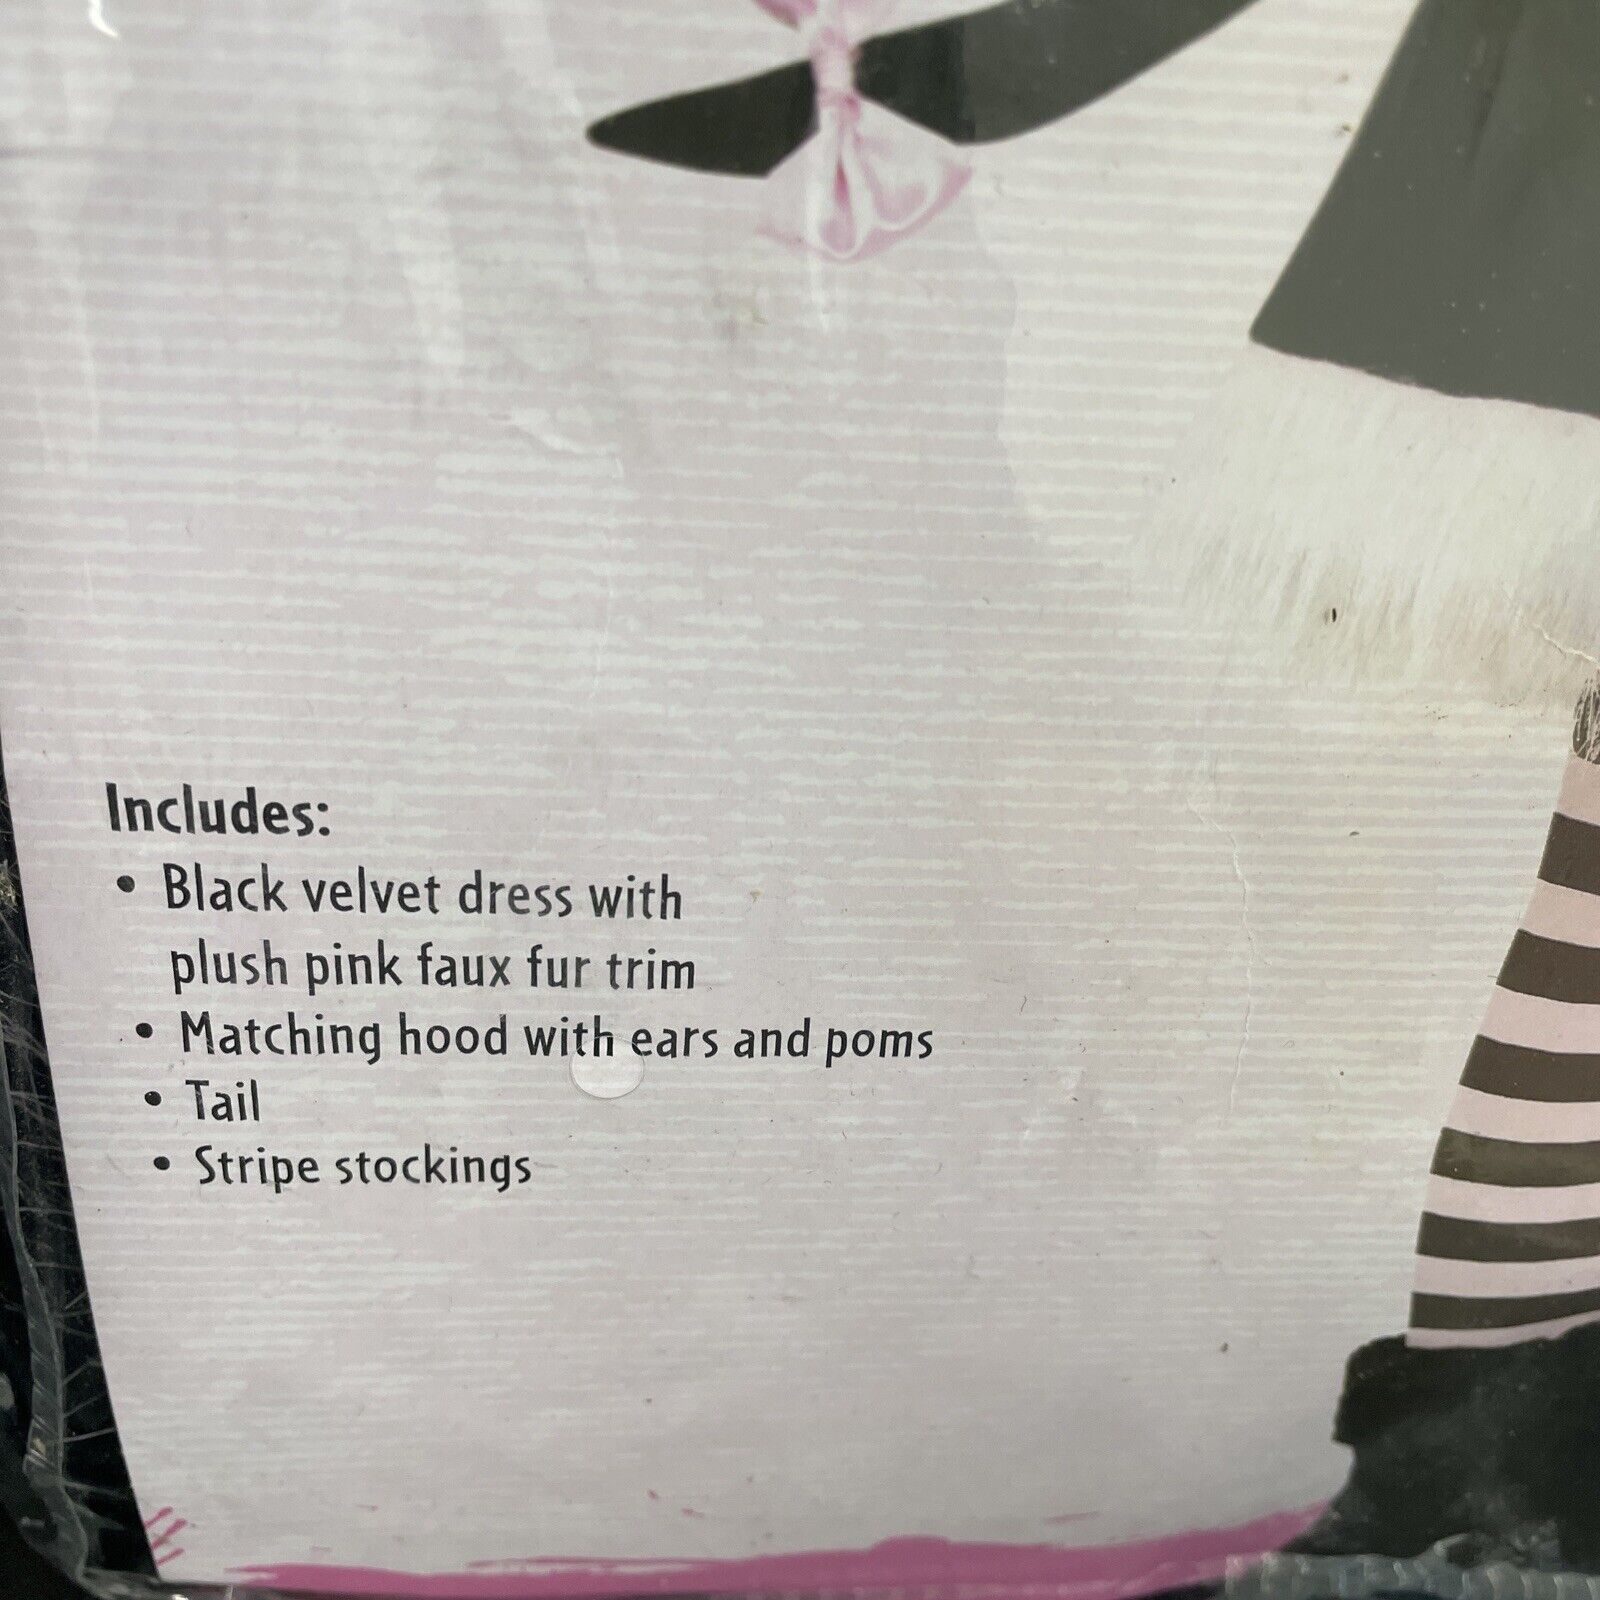 Includes:
• Black velvet dress with
plush pink faux fur trim
• Matching hood with ears and poms
• Tail
• Stripe stockings